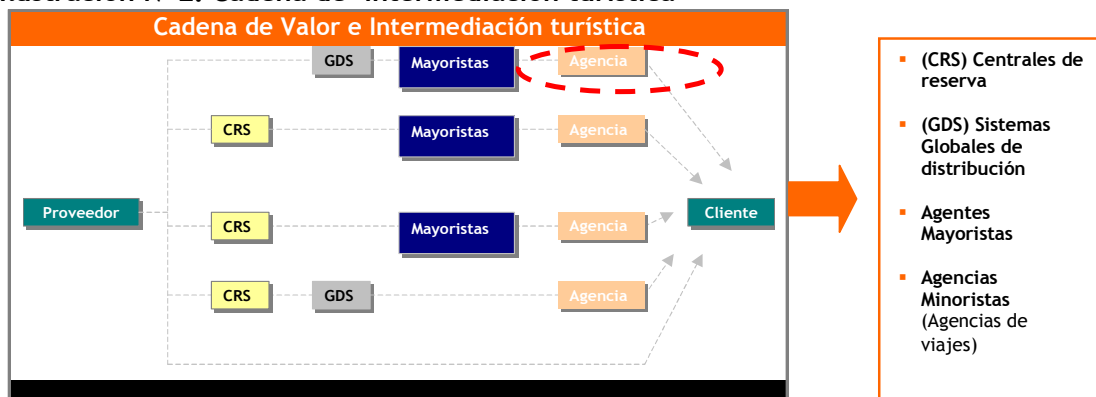 Cadena de Valor e Intermediación turística
GDS
Mayoristas
Agencia
CRS
Mayoristas
Agencia
Proveedor
CRS
Mayoristas
Agencia
Cliente
CRS
GDS
Agencia
▪ (CRS) Centrales de
reserva
▪ (GDS) Sistemas
Globales de
distribución
▪ Agentes
Mayoristas
▪ Agencias
Minoristas
(Agencias de
viajes)